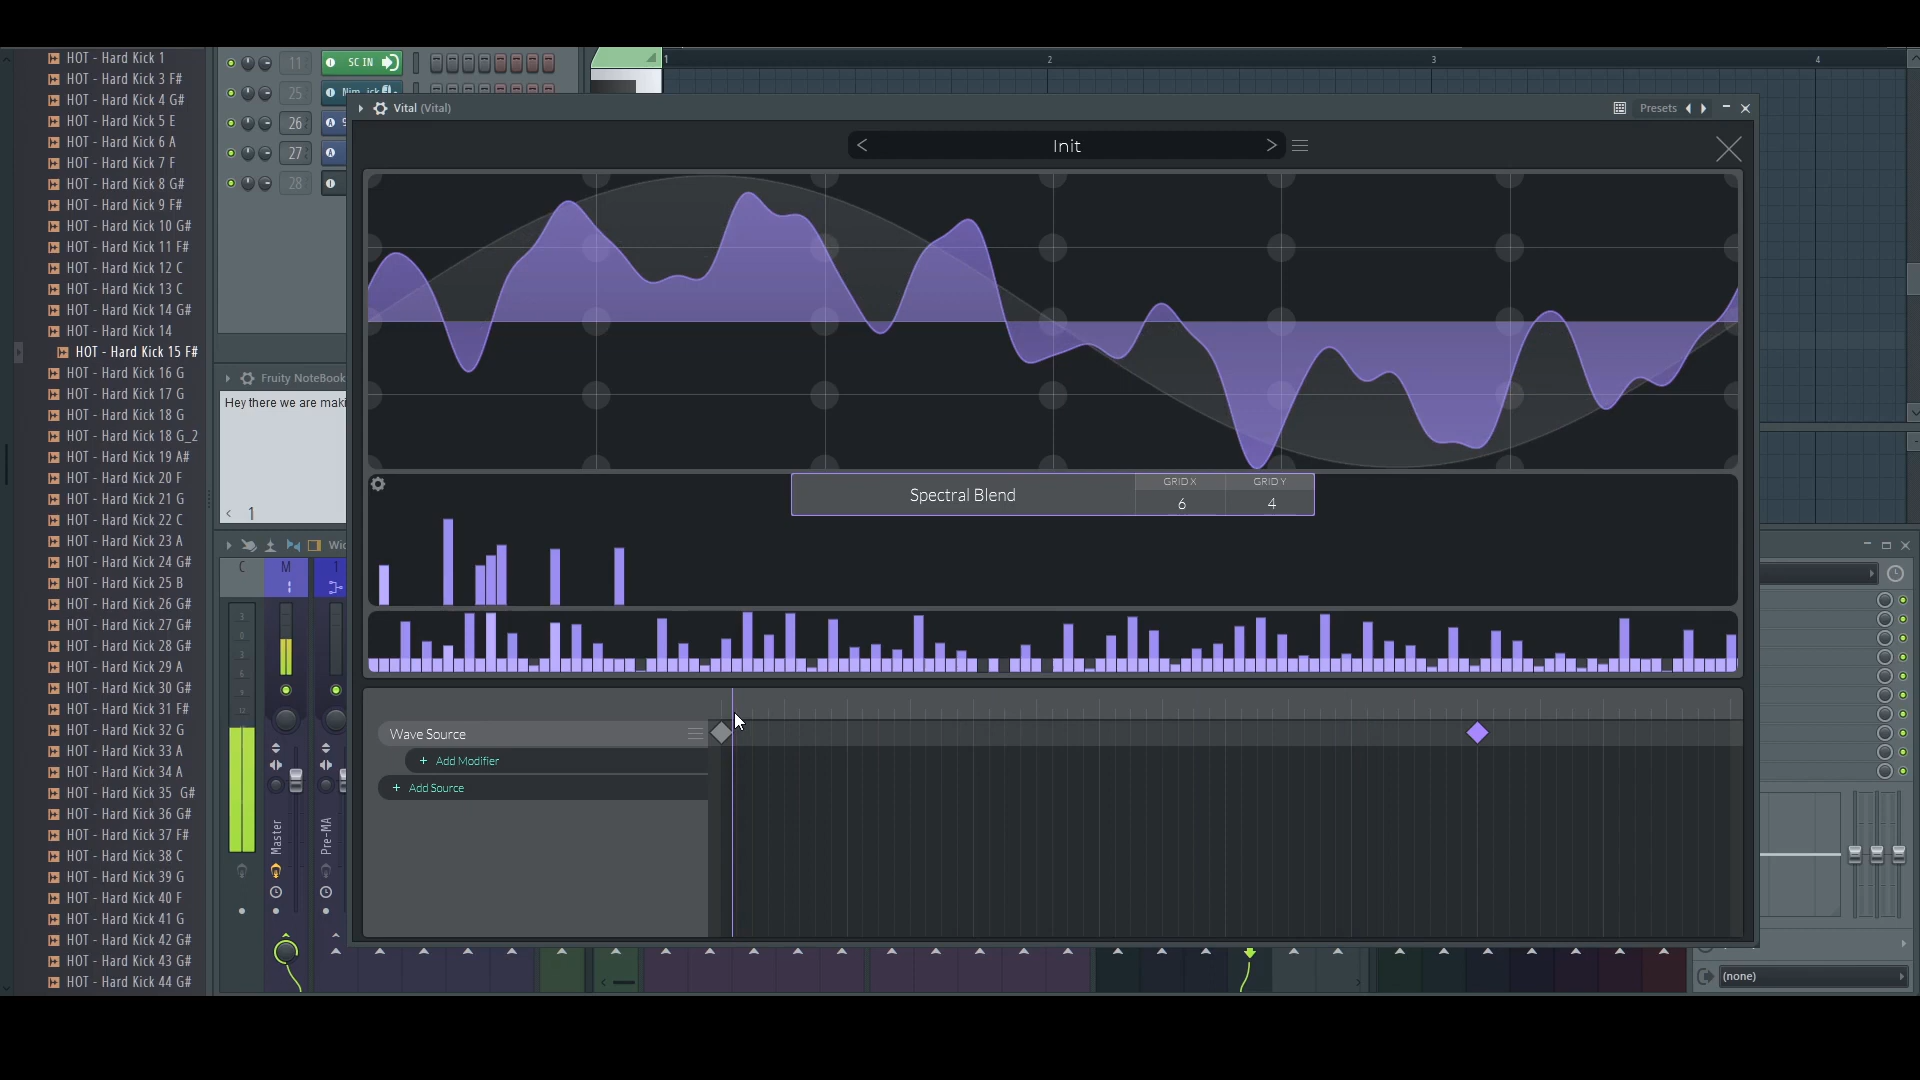 HOT - Hard Kick 1
HOT - Hard Kick 3 F#
HOT - Hard Kick 4 G#
HOT - Hard Kick 5 E
HOT - Hard Kick 6 A
HOT - Hard Kick 7 F
HOT - Hard Kick 8 G#
HOT - Hard Kick 9 F#
HOT - Hard Kick 10 G#
HOT - Hard Kick 11 F#
HOT - Hard Kick 12 C
HOT - Hard Kick 13 C
HOT - Hard Kick 14 G#
HOT - Hard Kick 14
HOT - Hard Kick 15 F#
HOT - Hard Kick 16 G
HOT - Hard Kick 17 G
HOT - Hard Kick 18 G
HOT - Hard Kick 18 G_2
HOT - Hard Kick 19 A#
HOT - Hard Kick 20 F
HOT - Hard Kick 21 G
HOT - Hard Kick 22 C
HOT - Hard Kick 23 A
HOT - Hard Kick 24 G#
HOT - Hard Kick 25 B
HOT - Hard Kick 26 G#
HOT - Hard Kick 27 G#
HOT - Hard Kick 28 G#
HOT - Hard Kick 29 A
HOT - Hard Kick 30 G#
HOT - Hard Kick 31 F#
HOT - Hard Kick 32 G
HOT - Hard Kick 33 A
HOT - Hard Kick 34 A
HOT - Hard Kick 35 G#
HOT - Hard Kick 36 G#
HOT - Hard Kick 37 F#
HOT - Hard Kick 38 C
HOT - Hard Kick 39 G
HOT - Hard Kick 40 F
HOT - Hard Kick 41 G
HOT - Hard Kick 42 G#
HOT - Hard Kick 43 G#
HOT - Hard Kick 44 G#
11 SC IN
25
26 9
27
28
1 2 3 4
Vital (Vital)
Presets
Init
Fruity NoteBook
Hey there we are maki
1
Spectral Blend
GRID X
6
GRID Y
4
C M 1
Master
Pre-MA
Wave Source
+ Add Modifier
+ Add Source
(none)